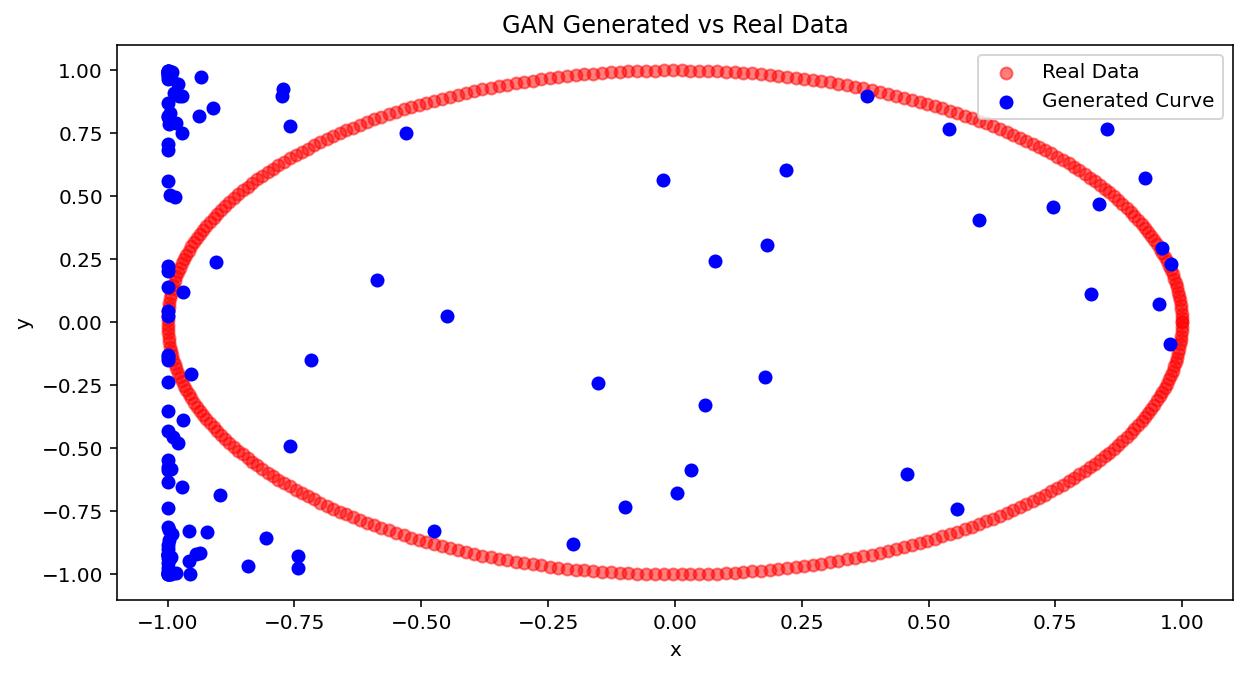 GAN Generated vs Real Data
Real Data
Generated Curve
1.00
0.75
0.50
0.25
0.00
−0.25
−0.50
−0.75
−1.00
y
−1.00 −0.75 −0.50 −0.25 0.00 0.25 0.50 0.75 1.00
x